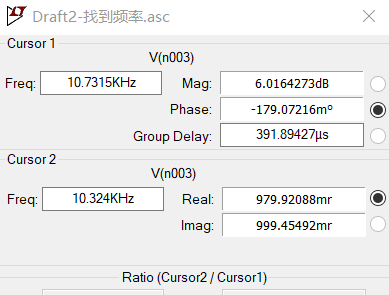 Draft2-找到频率.asc
Cursor 1
V(n003)
Freq: 10.7315KHz Mag: 6.0164273dB
Phase: -179.07216m°
Group Delay: 391.89427µs
Cursor 2
V(n003)
Freq: 10.324KHz Real: 979.92088mr
Imag: 999.45492mr
Ratio (Cursor2 / Cursor1)